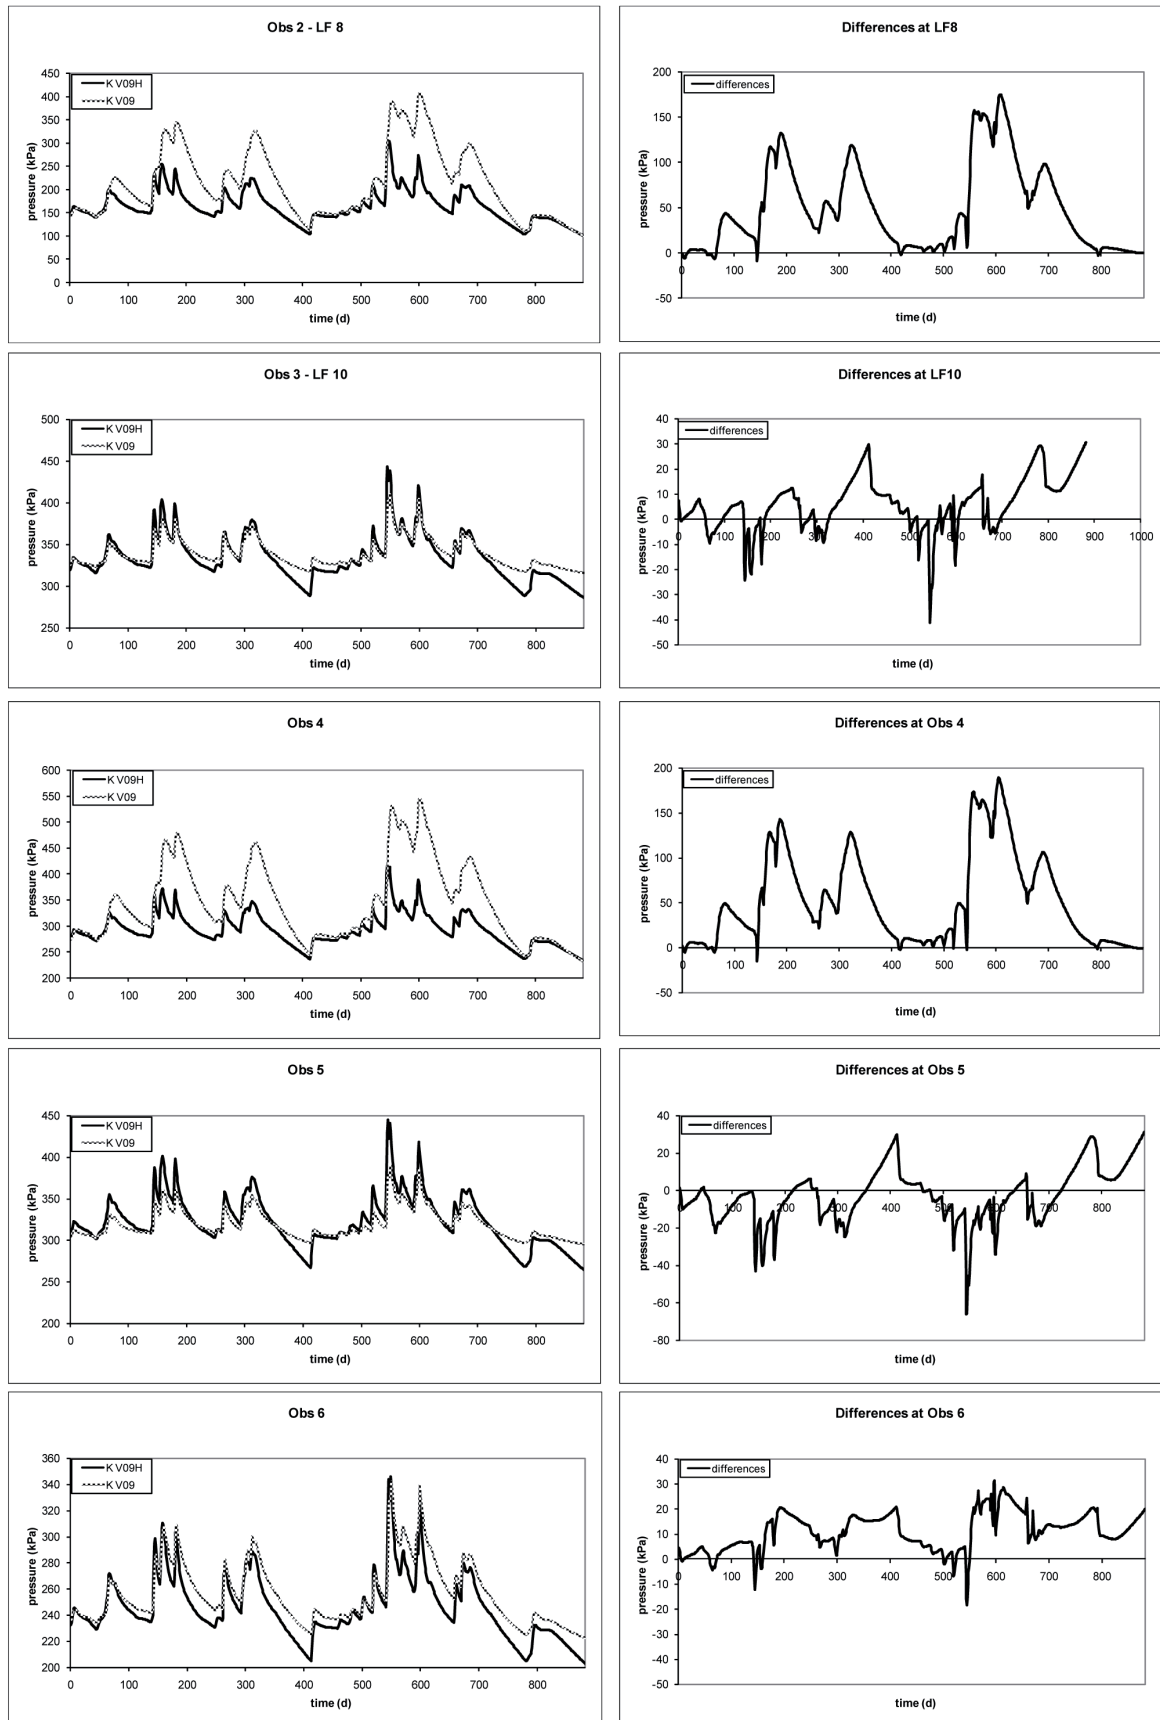 Obs 2 - LF 8
450
400
350
300
250
200
150
100
50
0
pressure (kPa)
K V09H
K V09
0 100 200 300 400 500 600 700 800
time (d)
Differences at LF8
200
150
100
50
0
-50
pressure (kPa)
differences
0 100 200 300 400 500 600 700 800
time (d)
Obs 3 - LF 10
500
450
400
350
300
250
pressure (kPa)
K V09H
K V09
0 100 200 300 400 500 600 700 800
time (d)
Differences at LF10
40
30
20
10
0
-10
-20
-30
-40
-50
pressure (kPa)
differences
0 100 200 300 400 500 600 700 800 900 1000
time (d)
Obs 4
600
550
500
450
400
350
300
250
200
pressure (kPa)
K V09H
K V09
0 100 200 300 400 500 600 700 800
time (d)
Differences at Obs 4
200
150
100
50
0
-50
pressure (kPa)
differences
0 100 200 300 400 500 600 700 800
time (d)
Obs 5
450
400
350
300
250
200
pressure (kPa)
K V09H
K V09
0 100 200 300 400 500 600 700 800
time (d)
Differences at Obs 5
40
20
0
-20
-40
-60
-80
pressure (kPa)
differences
0 100 200 300 400 500 600 700 800
time (d)
Obs 6
360
340
320
300
280
260
240
220
200
pressure (kPa)
K V09H
K V09
0 100 200 300 400 500 600 700 800
time (d)
Differences at Obs 6
40
30
20
10
0
-10
-20
-30
-40
-50
pressure (kPa)
differences
0 100 200 300 400 500 600 700 800
time (d)